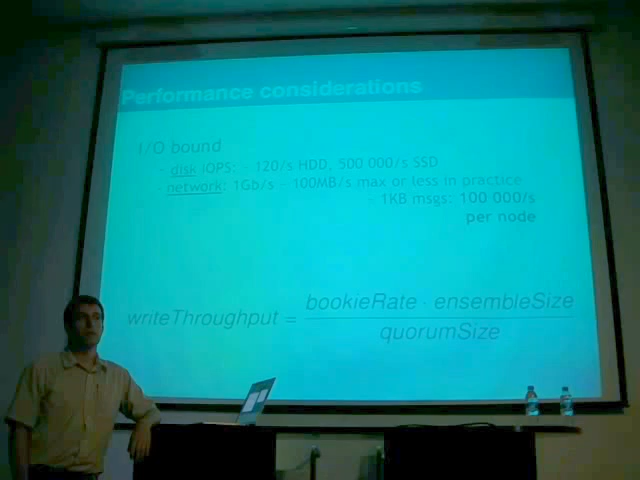 Performance considerations
I/O bound
- disk IOPS: ~ 120/s HDD, 500 000/s SSD
- network: 1Gb/s ~ 100MB/s max or less in practice
- 1KB msgs: 100 000/s
per node
writeThroughput = bookieRate · ensembleSize
quorumSize